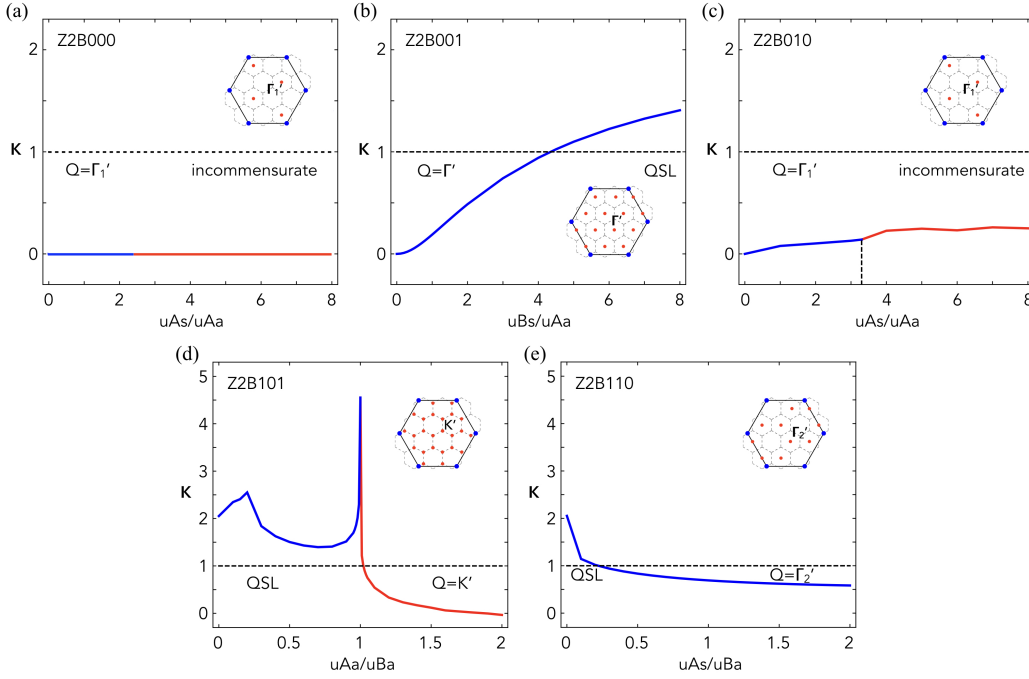 (a)
Z2B000
Γ₁′
2
1
0
κ
Q=Γ₁′
incommensurate
0 2 4 6 8
uAs/uAa
(b)
Z2B001
2
1
0
κ
Q=Γ′
QSL
Γ′
0 2 4 6 8
uBs/uAa
(c)
Z2B010
Γ₁′
2
1
0
κ
Q=Γ₁′
incommensurate
0 2 4 6 8
uAs/uAa
(d)
Z2B101
K′
5
4
3
2
1
0
κ
QSL
Q=K′
0 0.5 1 1.5 2
uAa/uBa
(e)
Z2B110
Γ₂′
5
4
3
2
1
0
κ
QSL
Q=Γ₂′
0 0.5 1 1.5 2
uAs/uBa